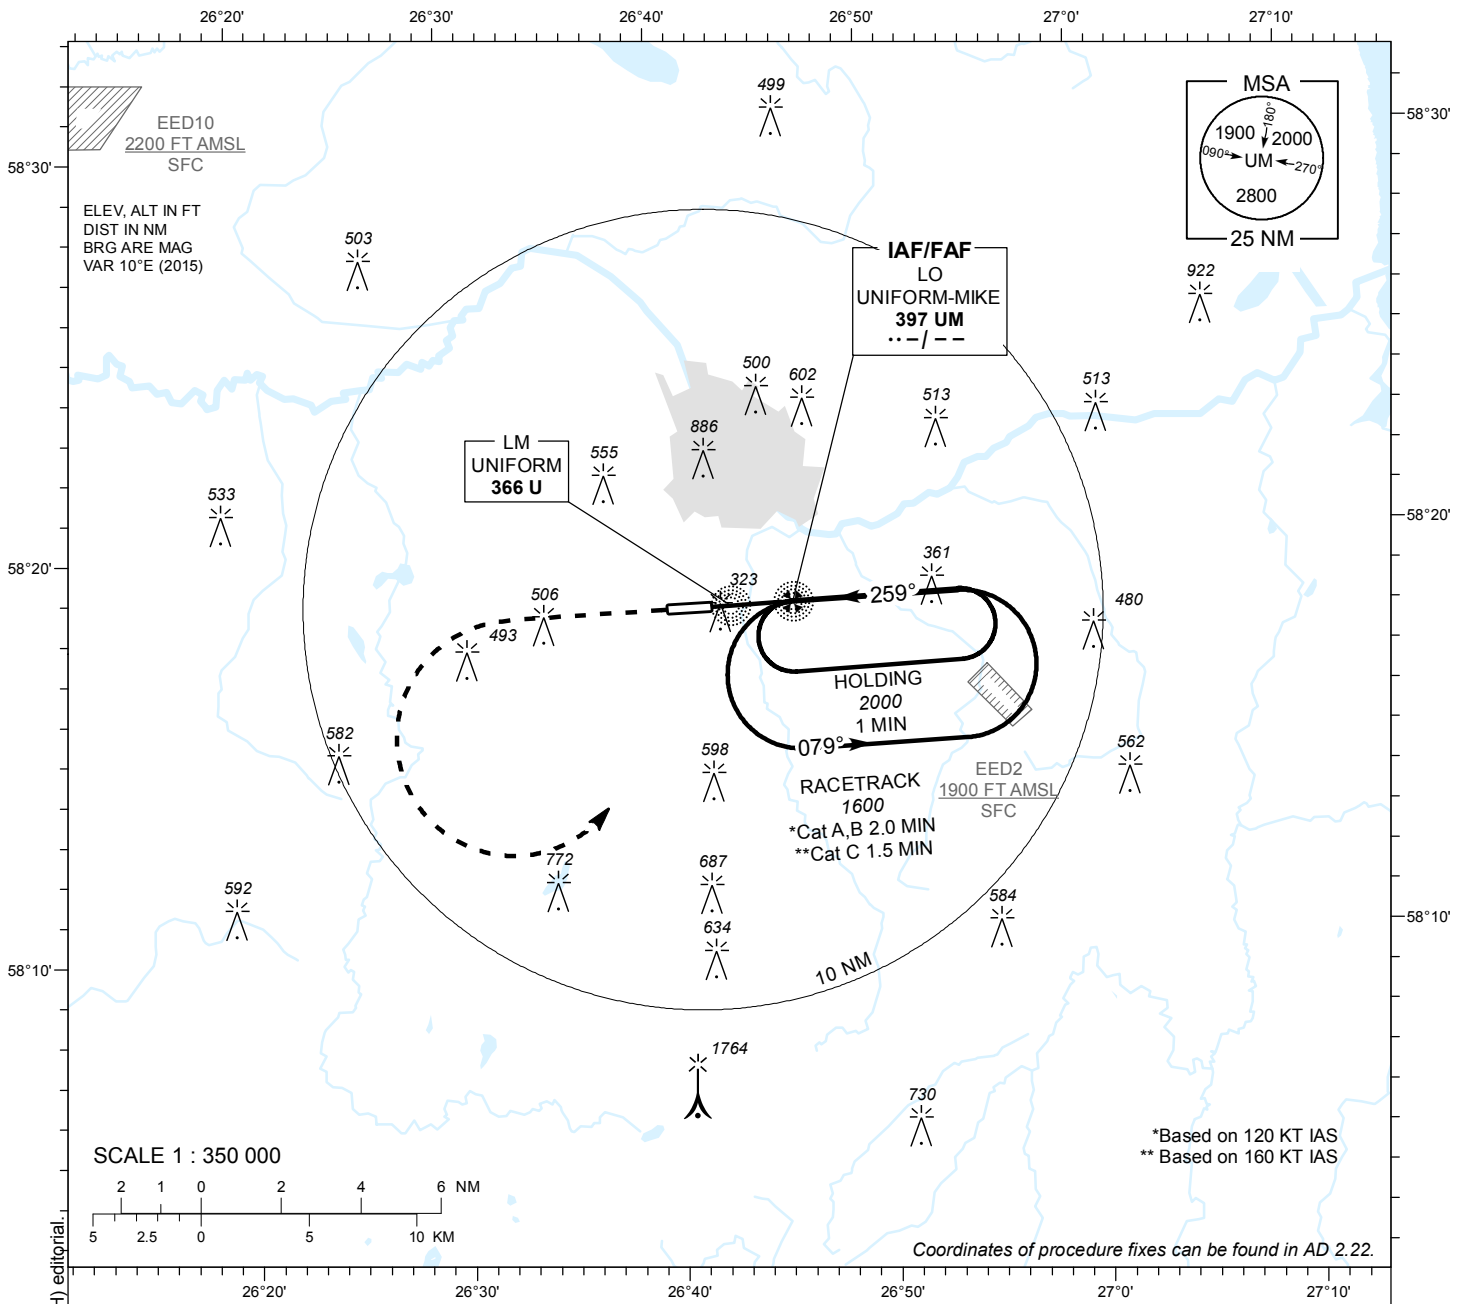 26°20'
26°30'
26°40'
26°50'
27°0'
27°10'
58°30'
58°30'
58°20'
58°20'
58°10'
58°10'
EED10
2200 FT AMSL
SFC
ELEV, ALT IN FT
DIST IN NM
BRG ARE MAG
VAR 10°E (2015)
MSA
180°
1900
2000
090°
UM
270°
2800
25 NM
499
503
922
IAF/FAF
LO
UNIFORM-MIKE
397 UM
··–/ – –
500
602
513
513
886
555
LM
UNIFORM
366 U
533
361
323
506
259°
480
493
HOLDING
2000
1 MIN
582
079°
598
562
EED2
1900 FT AMSL
SFC
RACETRACK
1600
*Cat A,B 2.0 MIN
**Cat C 1.5 MIN
772
687
592
584
634
10 NM
1764
730
*Based on 120 KT IAS
** Based on 160 KT IAS
SCALE 1 : 350 000
2 1 0 2 4 6 NM
5 2.5 0 5 10 KM
H) editorial.
Coordinates of procedure fixes can be found in AD 2.22.
26°20'
26°30'
26°40'
26°50'
27°0'
27°10'